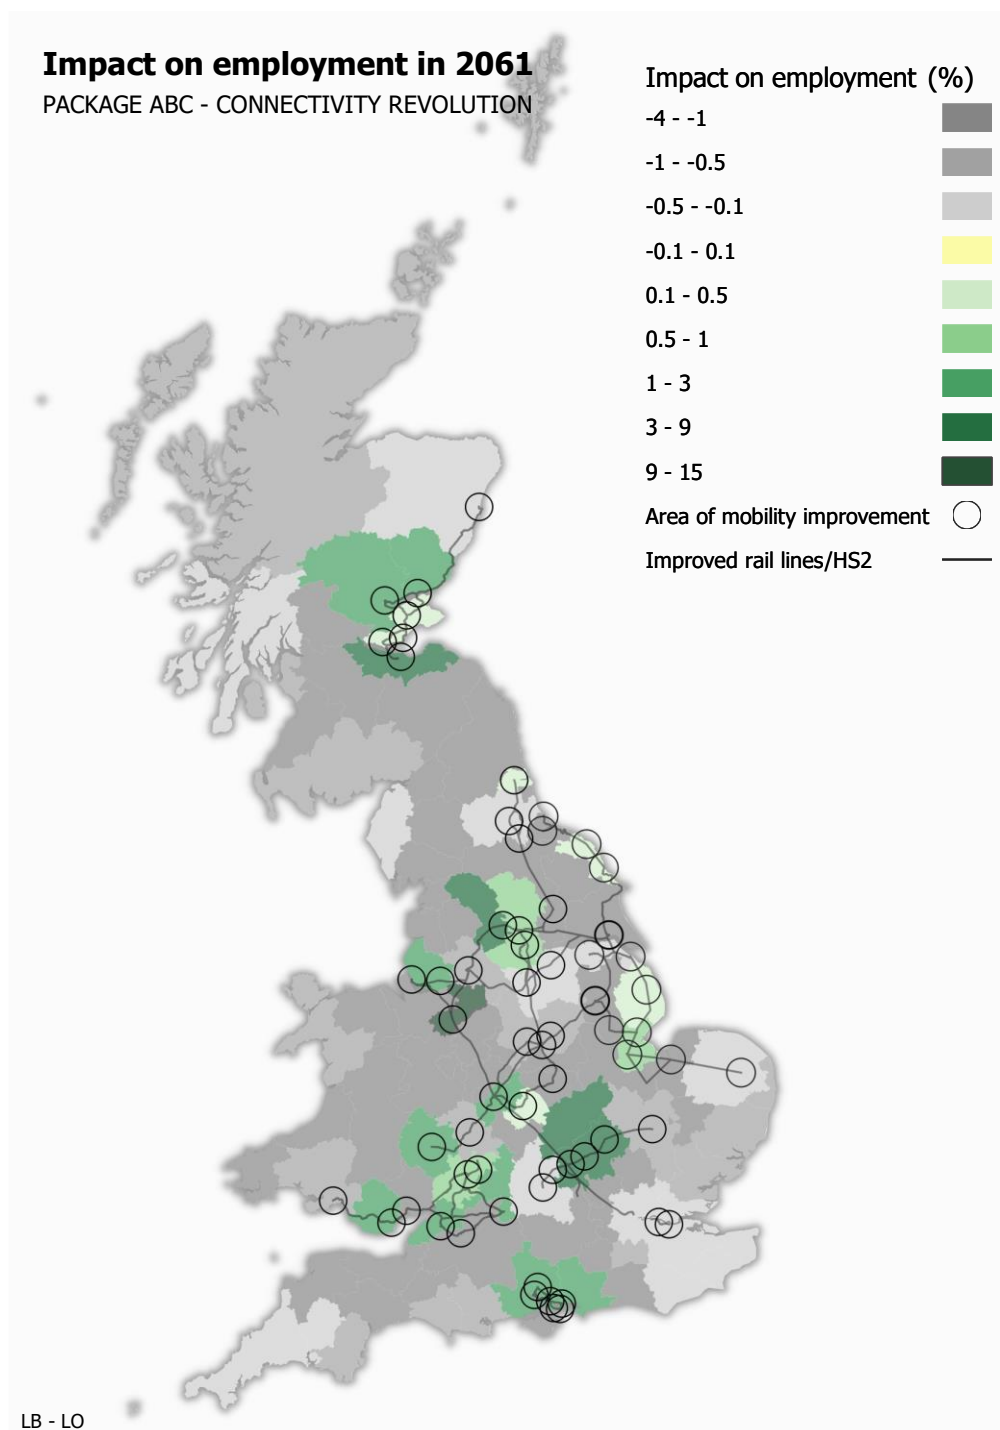 Impact on employment in 2061
PACKAGE ABC - CONNECTIVITY REVOLUTION
Impact on employment (%)
-4 - -1
-1 - -0.5
-0.5 - -0.1
-0.1 - 0.1
0.1 - 0.5
0.5 - 1
1 - 3
3 - 9
9 - 15
Area of mobility improvement
Improved rail lines/HS2
LB - LO